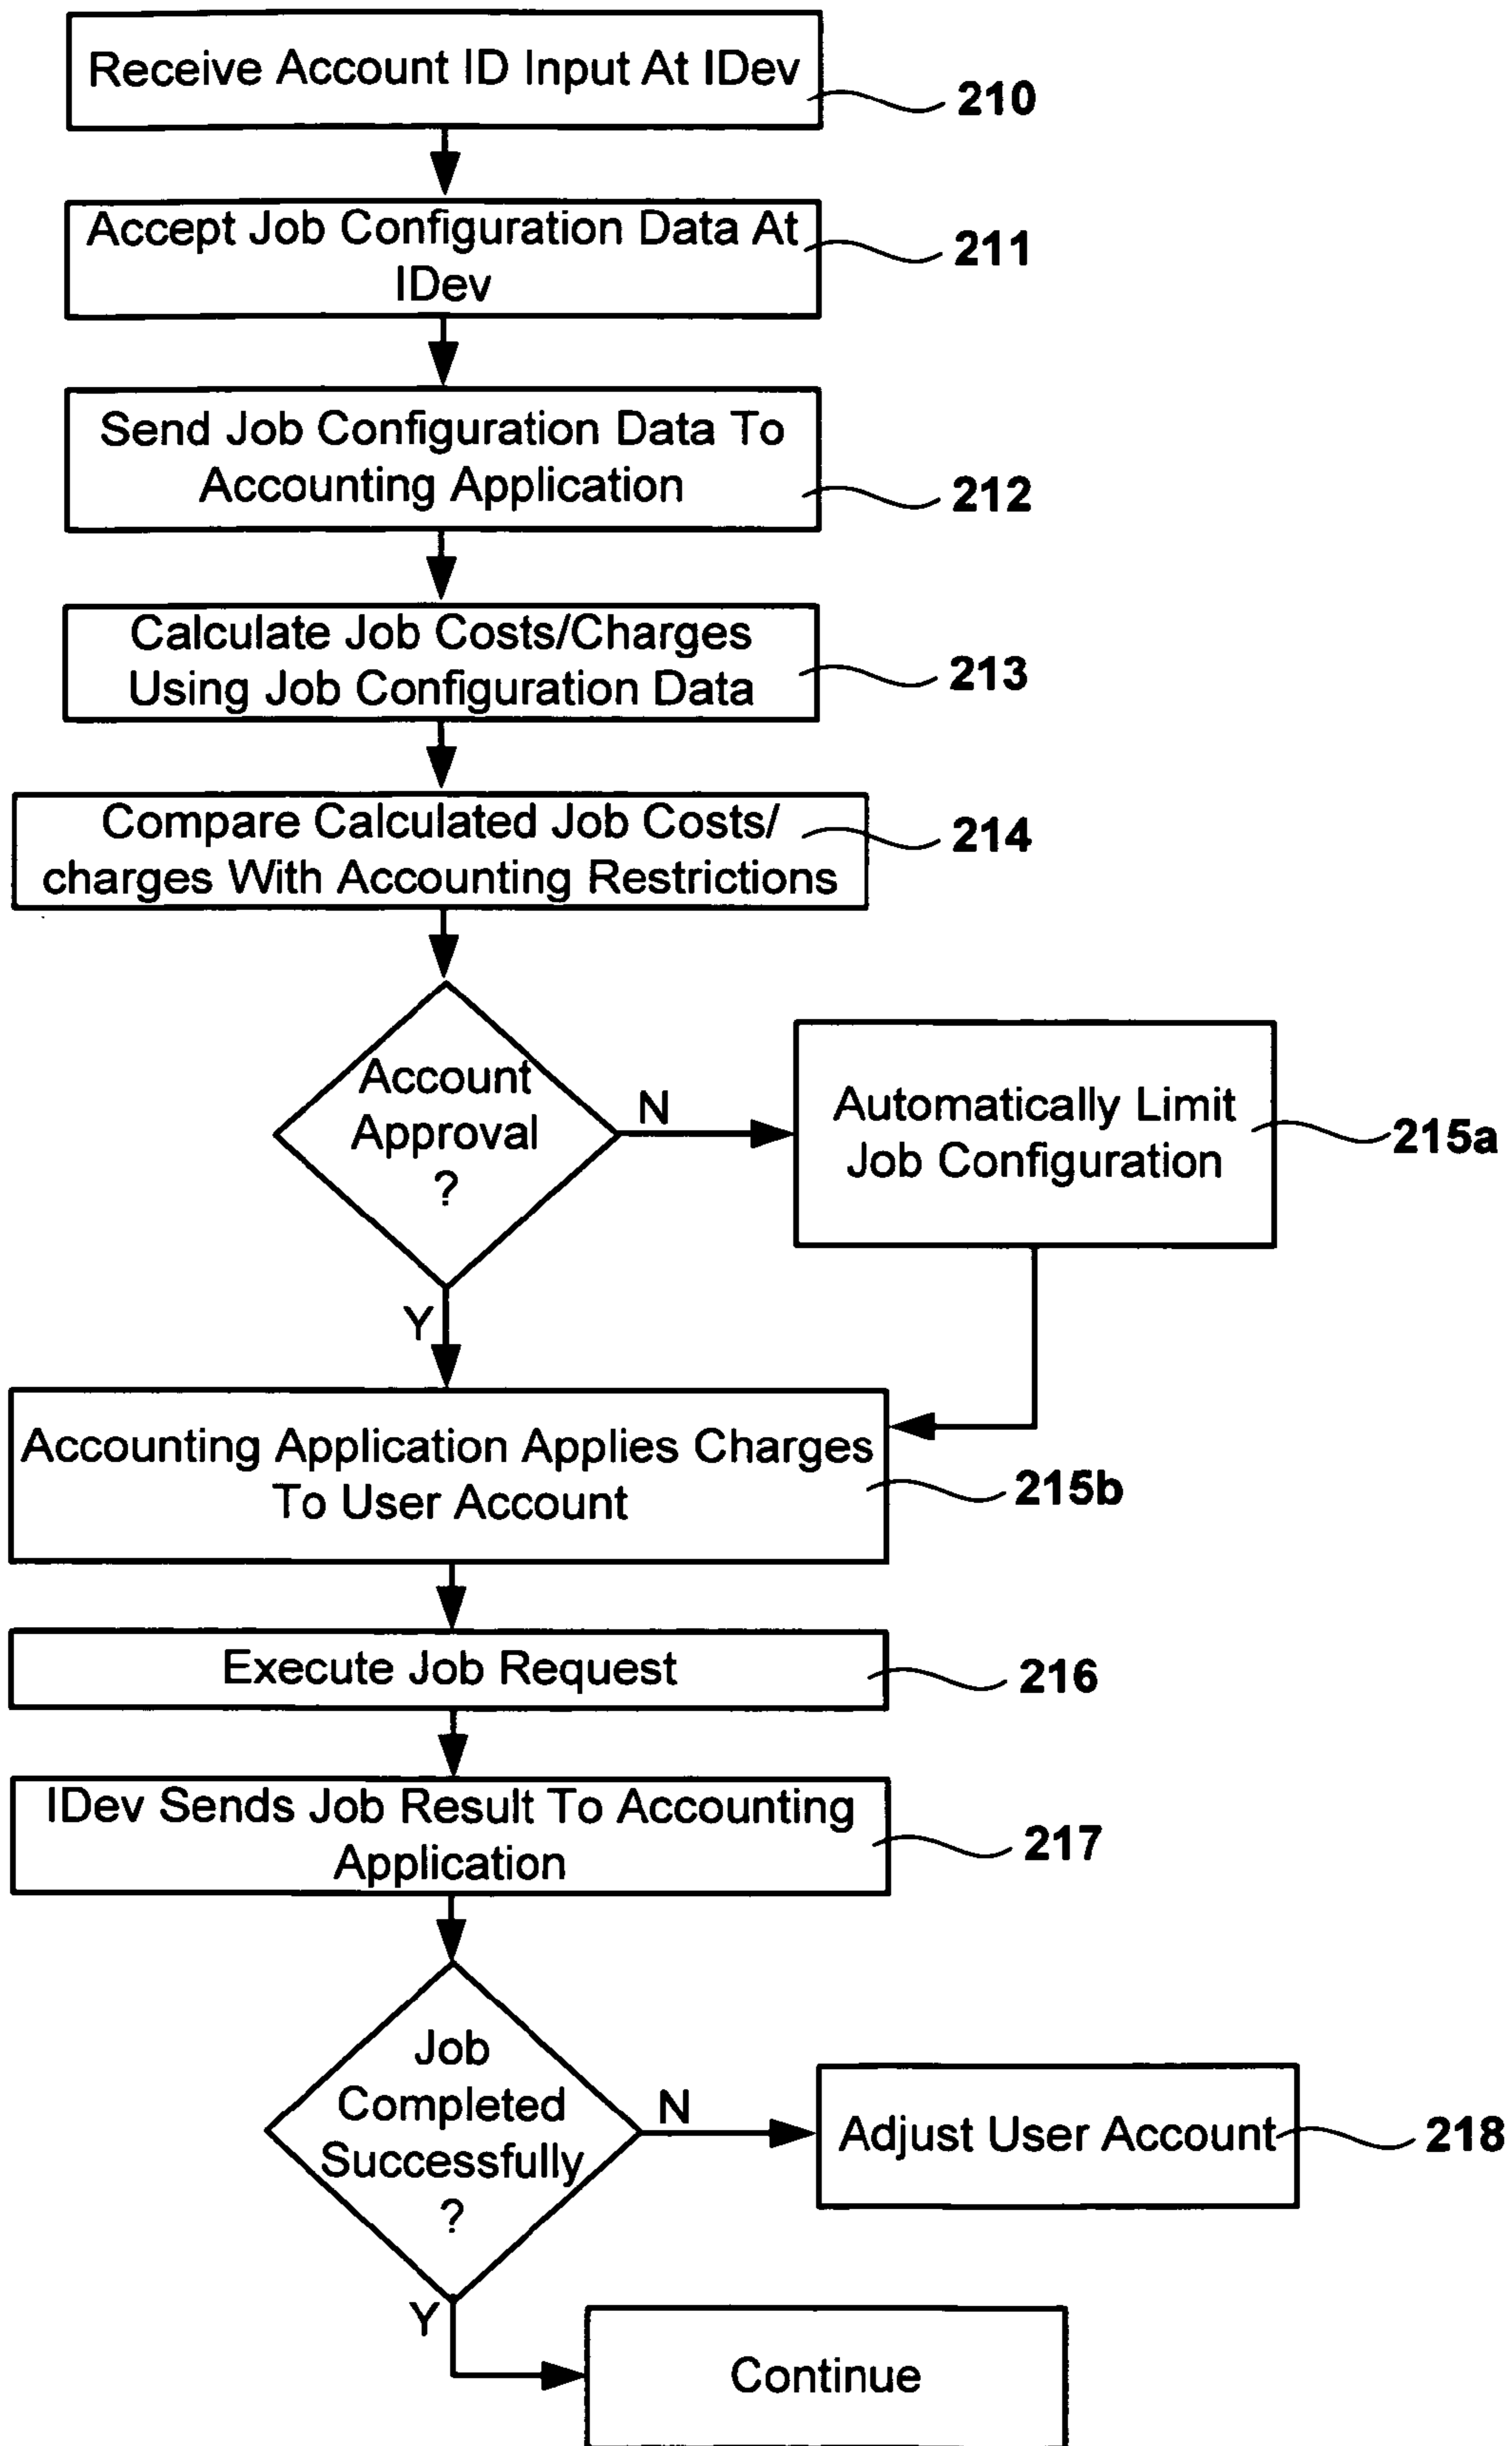 Receive Account ID Input At IDev
210
Accept Job Configuration Data At
IDev
211
Send Job Configuration Data To
Accounting Application
212
Calculate Job Costs/Charges
Using Job Configuration Data
213
Compare Calculated Job Costs/
charges With Accounting Restrictions
214
Account
Approval
?
N
Automatically Limit
Job Configuration
215a
Y
Accounting Application Applies Charges
To User Account
215b
Execute Job Request
216
IDev Sends Job Result To Accounting
Application
217
Job
Completed
Successfully
?
N
Adjust User Account
218
Y
Continue